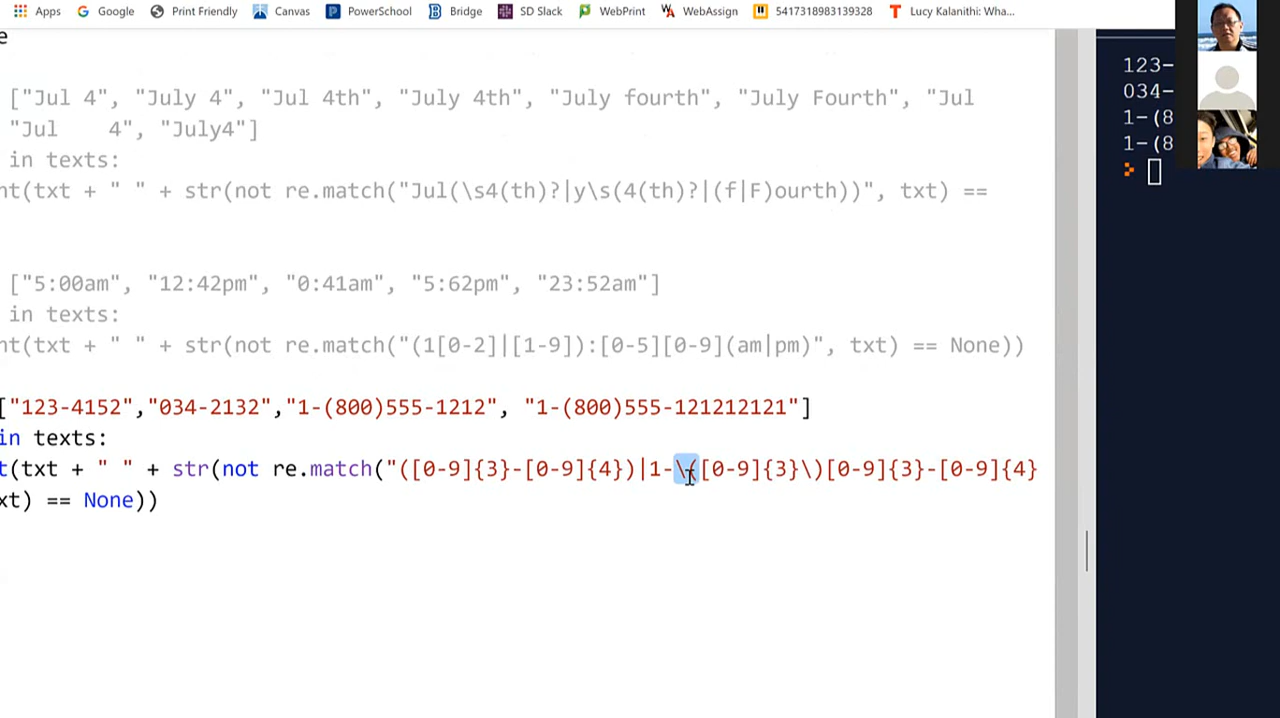 Apps Google Print Friendly Canvas PowerSchool Bridge SD Slack WebPrint WebAssign 5417318983139328 Lucy Kalanithi: Wha...
e
["Jul 4", "July 4", "Jul 4th", "July 4th", "July fourth", "July Fourth", "Jul
"Jul    4", "July4"]
in texts:
nt(txt + " " + str(not re.match("Jul(\s4(th)?|y\s(4(th)?|(f|F)ourth))", txt) ==
["5:00am", "12:42pm", "0:41am", "5:62pm", "23:52am"]
in texts:
nt(txt + " " + str(not re.match("(1[0-2]|[1-9]):[0-5][0-9](am|pm)", txt) == None))
["123-4152","034-2132","1-(800)555-1212", "1-(800)555-121212121"]
in texts:
t(txt + " " + str(not re.match("([0-9]{3}-[0-9]{4})|1-\([0-9]{3}\)[0-9]{3}-[0-9]{4}
xt) == None))
123-
034-
1-(8
1-(8